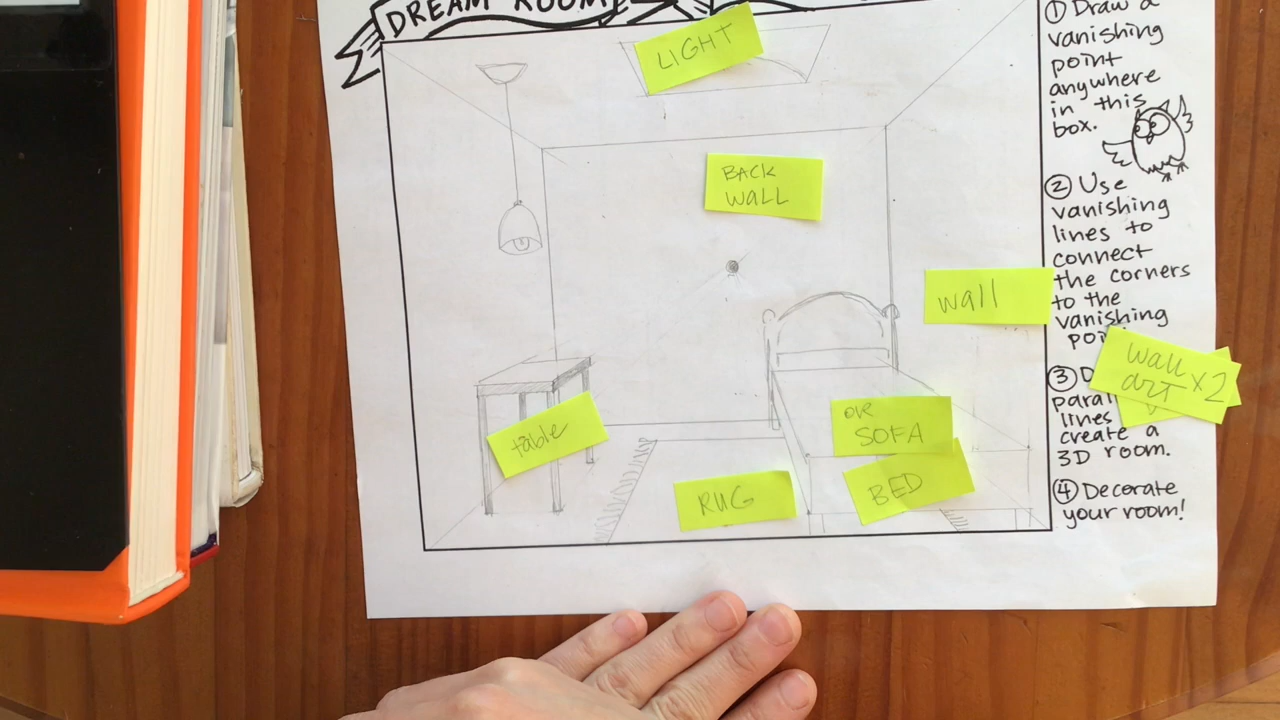 DREAM ROOM
LIGHT
BACK
WALL
wall
table
OR
SOFA
BED
RUG
wall
art x2
① Draw a
vanishing
point
anywhere
in this
box.
② Use
vanishing
lines to
connect
the corners
to the
vanishing
③
lines
create a
3D room.
④ Decorate
your room!